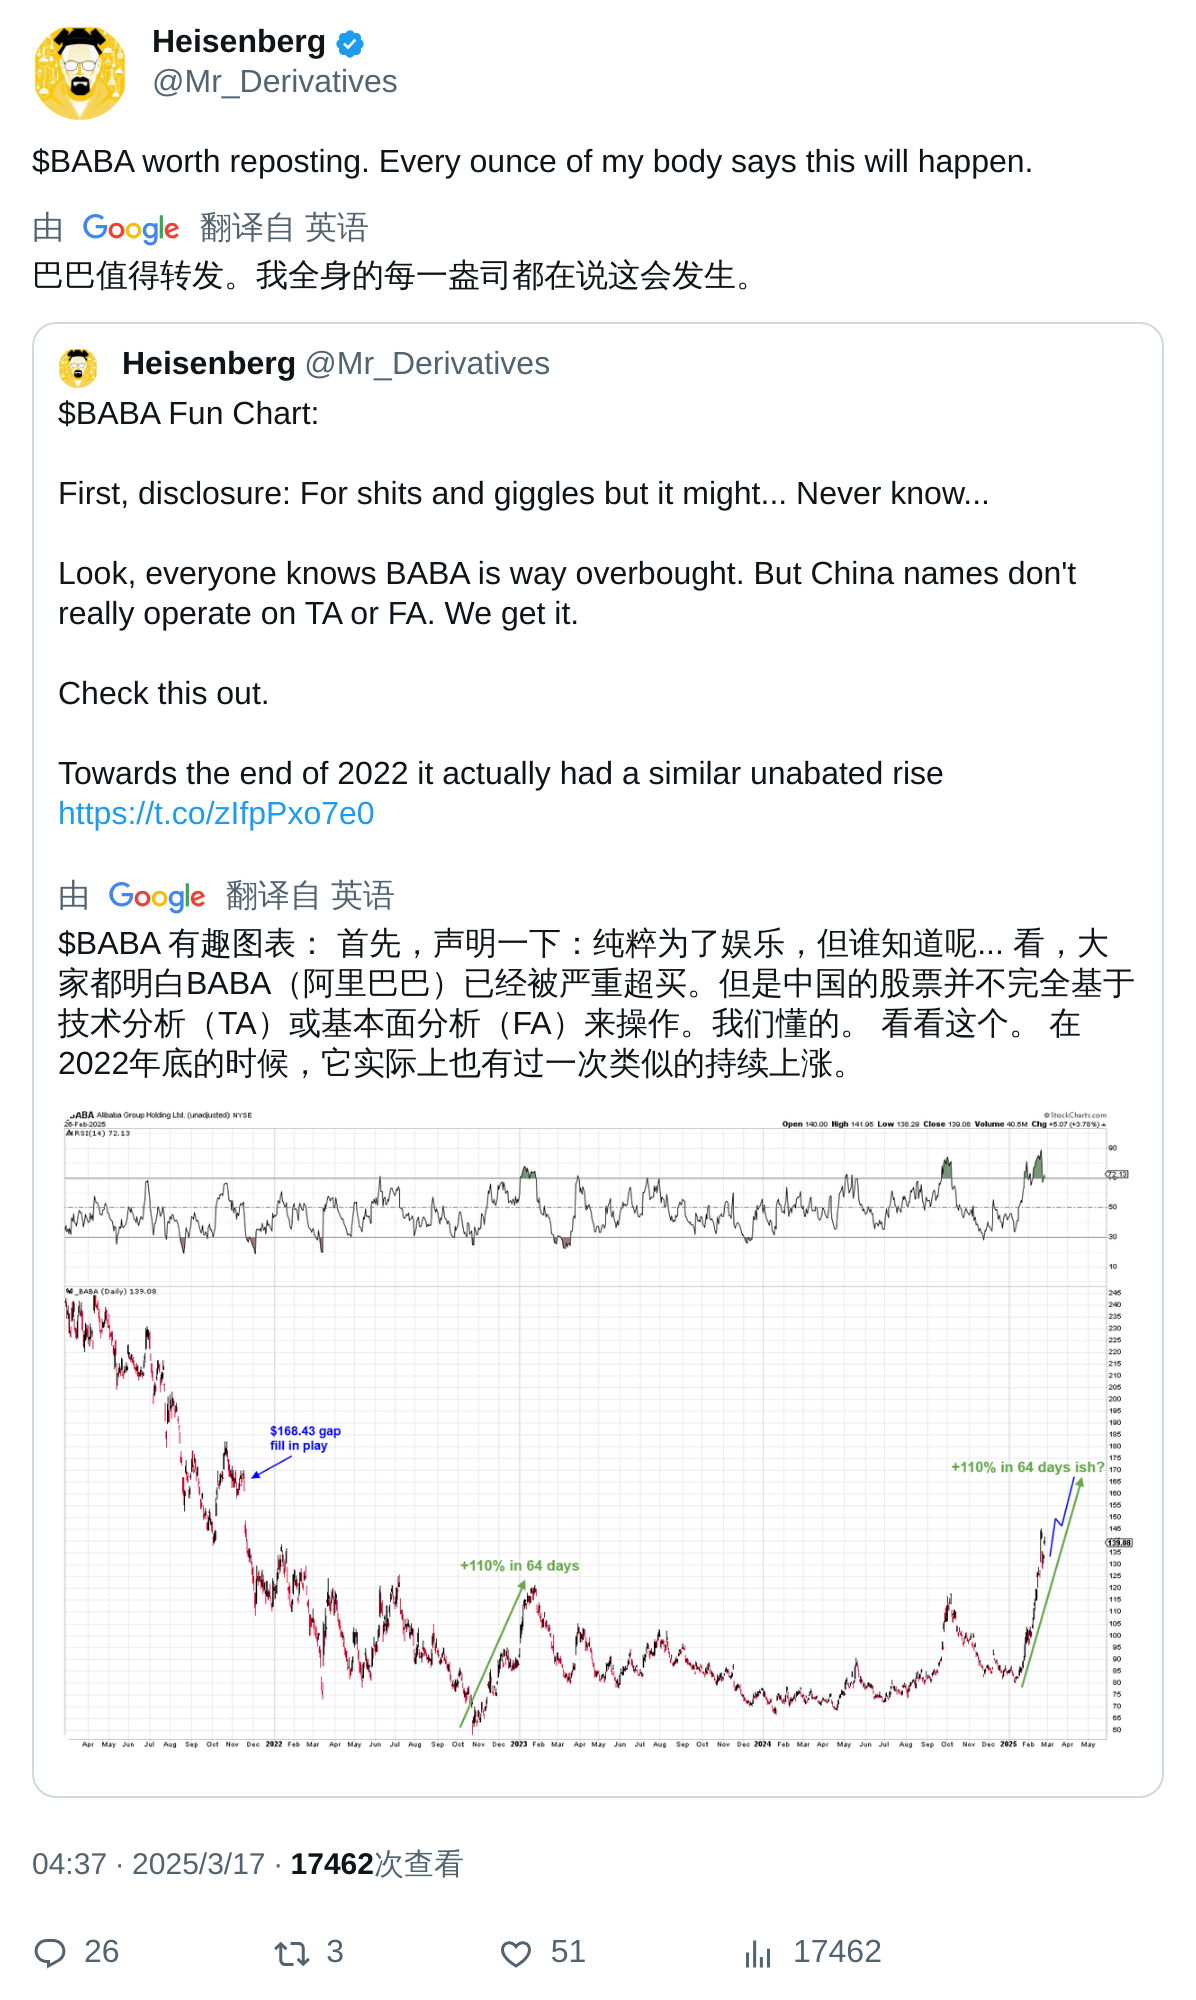 Heisenberg
@Mr_Derivatives
$BABA worth reposting. Every ounce of my body says this will happen.
由 Google 翻译自 英语
巴巴值得转发。我全身的每一盎司都在说这会发生。
Heisenberg @Mr_Derivatives
$BABA Fun Chart:
First, disclosure: For shits and giggles but it might... Never know...
Look, everyone knows BABA is way overbought. But China names don't
really operate on TA or FA. We get it.
Check this out.
Towards the end of 2022 it actually had a similar unabated rise
https://t.co/zIfpPxo7e0
由 Google 翻译自 英语
$BABA 有趣图表： 首先，声明一下：纯粹为了娱乐，但谁知道呢... 看，大
家都明白BABA（阿里巴巴）已经被严重超买。但是中国的股票并不完全基于
技术分析（TA）或基本面分析（FA）来操作。我们懂的。 看看这个。 在
2022年底的时候，它实际上也有过一次类似的持续上涨。
_BABA Alibaba Group Holding Ltd. (unadjusted) NYSE
© StockCharts.com
26-Feb-2025
Open 140.00 High 141.95 Low 138.29 Close 139.08 Volume 40.5M Chg +5.07 (+3.78%)
RSI(14) 72.13
90
72.13
50
30
10
_BABA (Daily) 139.08
245
240
235
230
225
220
215
210
205
200
195
190
185
180
175
170
165
160
155
150
145
139.08
135
130
125
120
115
110
105
100
95
90
85
80
75
70
65
60
$168.43 gap
fill in play
+110% in 64 days ish?
+110% in 64 days
Apr May Jun Jul Aug Sep Oct Nov Dec 2022 Feb Mar Apr May Jun Jul Aug Sep Oct Nov Dec 2023 Feb Mar Apr May Jun Jul Aug Sep Oct Nov Dec 2024 Feb Mar Apr May Jun Jul Aug Sep Oct Nov Dec 2025 Feb Mar Apr May
04:37 · 2025/3/17 · 17462次查看
26 3 51 17462